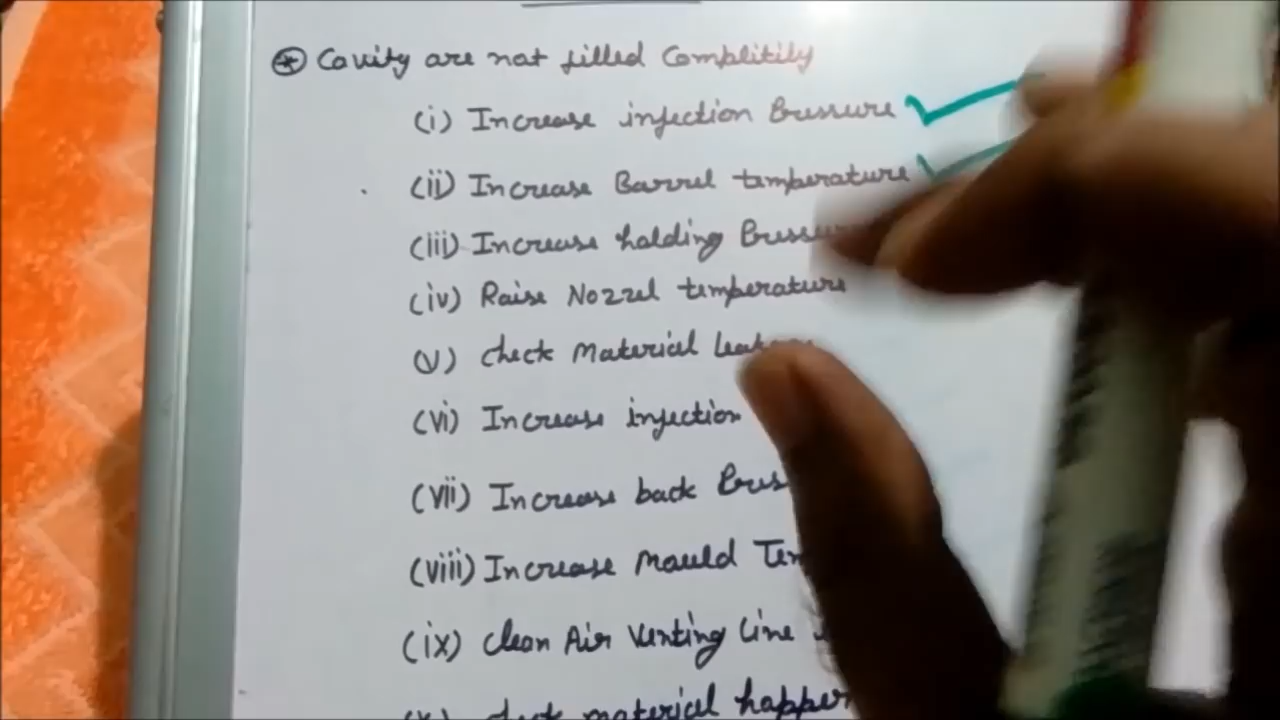 Cavity are not filled Complitily
(i) Increase injection Pressure
(ii) Increase Barrel temperature
(iii) Increase holding
(iv) Raise Nozzel temperature
(v) check Material
(vi) Increase injection
(vii) Increase back
(viii) Increase Mould
(ix) Clean Air Venting line
check material